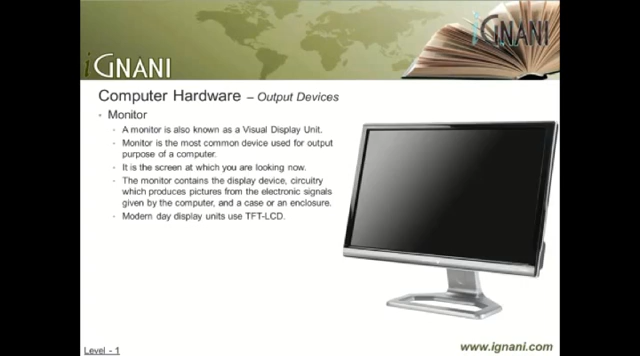 iGNANI
iGNANI
Computer Hardware – Output Devices
• Monitor
• A monitor is also known as a Visual Display Unit.
• Monitor is the most common device used for output
purpose of a computer.
• It is the screen at which you are looking now.
• The monitor contains the display device, circuitry
which produces pictures from the electronic signals
given by the computer, and a case or an enclosure.
• Modern day display units use TFT-LCD.
Level - 1
www.ignani.com